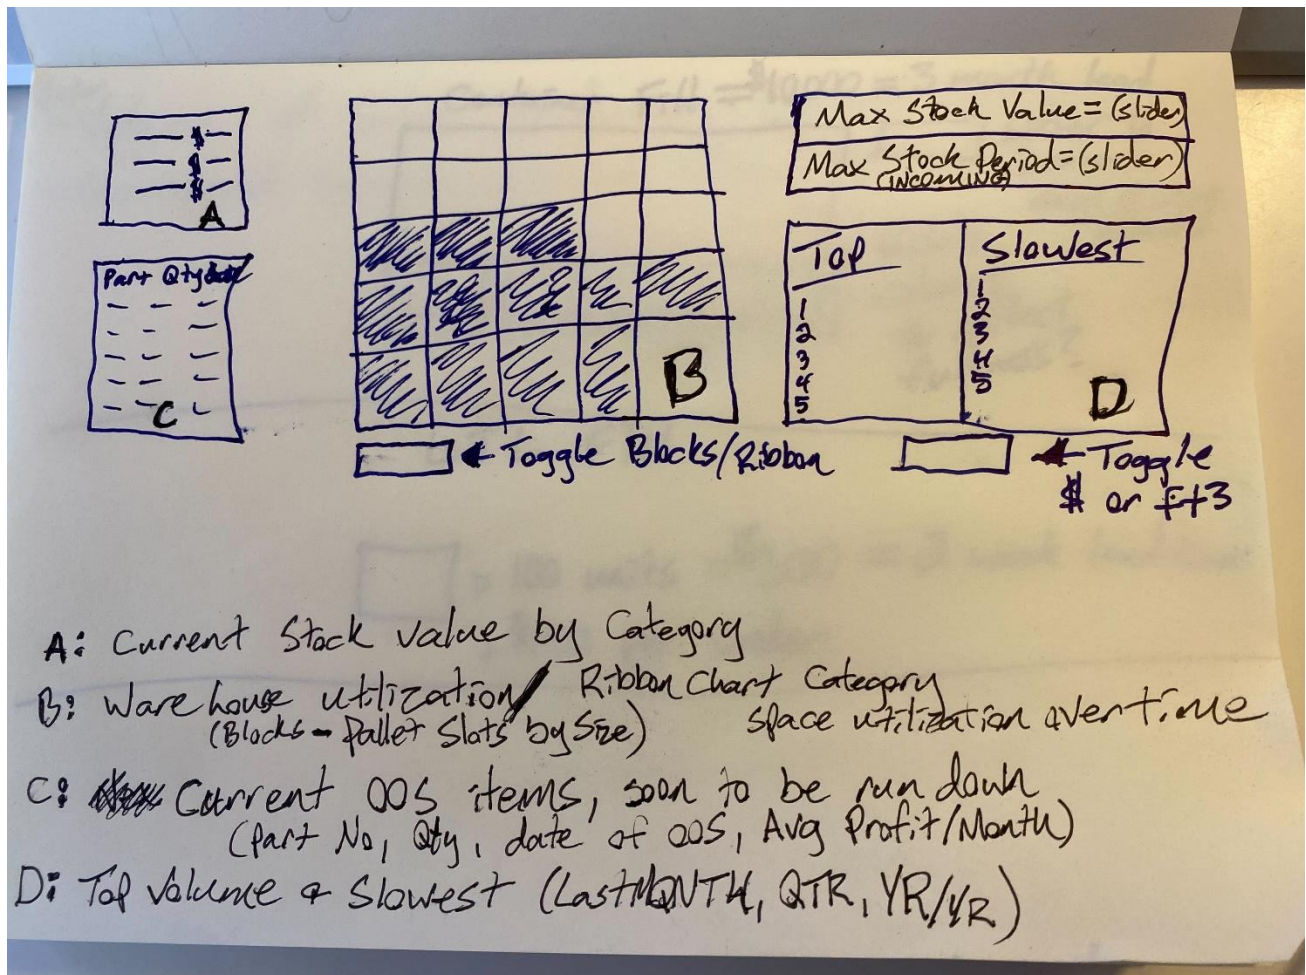 $
$
$
A
Part Qty date
C
B
Toggle Blocks/Ribbon
Max Stock Value = (slider)
Max Stock Period = (slider)
(INCOMING)
Top
1
2
3
4
5
Slowest
1
2
3
4
5
D
Toggle
$ or ft3
A: Current Stock value by Category
B: Warehouse utilization / Ribbon Chart Category
(Blocks - Pallet Slots by Size) space utilization over time
C: Current OOS items, soon to be run down
(Part No, Qty, date of OOS, Avg Profit/Month)
D: Top Volume & Slowest (Last MONTH, QTR, YR/YR)